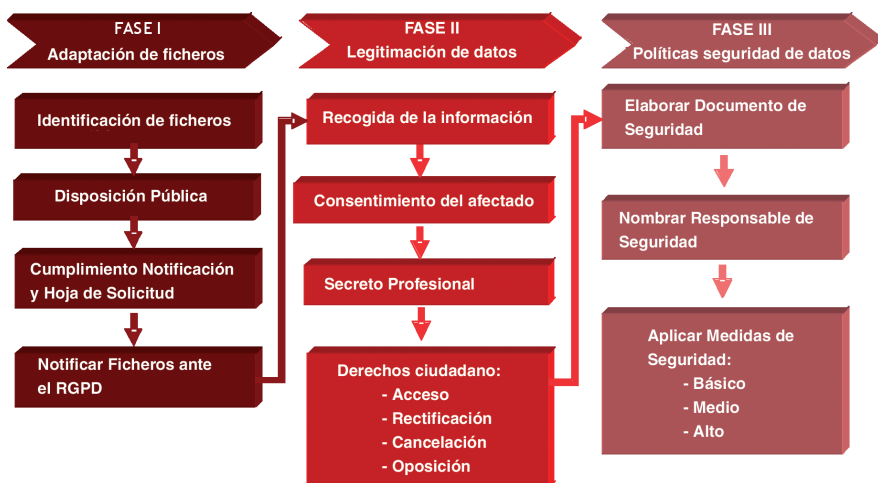 FASE I
Adaptación de ficheros
Identificación de ficheros
Disposición Pública
Cumplimiento Notificación
y Hoja de Solicitud
Notificar Ficheros ante
el RGPD
FASE II
Legitimación de datos
Recogida de la información
Consentimiento del afectado
Secreto Profesional
Derechos ciudadano:
- Acceso
- Rectificación
- Cancelación
- Oposición
FASE III
Políticas seguridad de datos
Elaborar Documento de
Seguridad
Nombrar Responsable de
Seguridad
Aplicar Medidas de
Seguridad:
- Básico
- Medio
- Alto